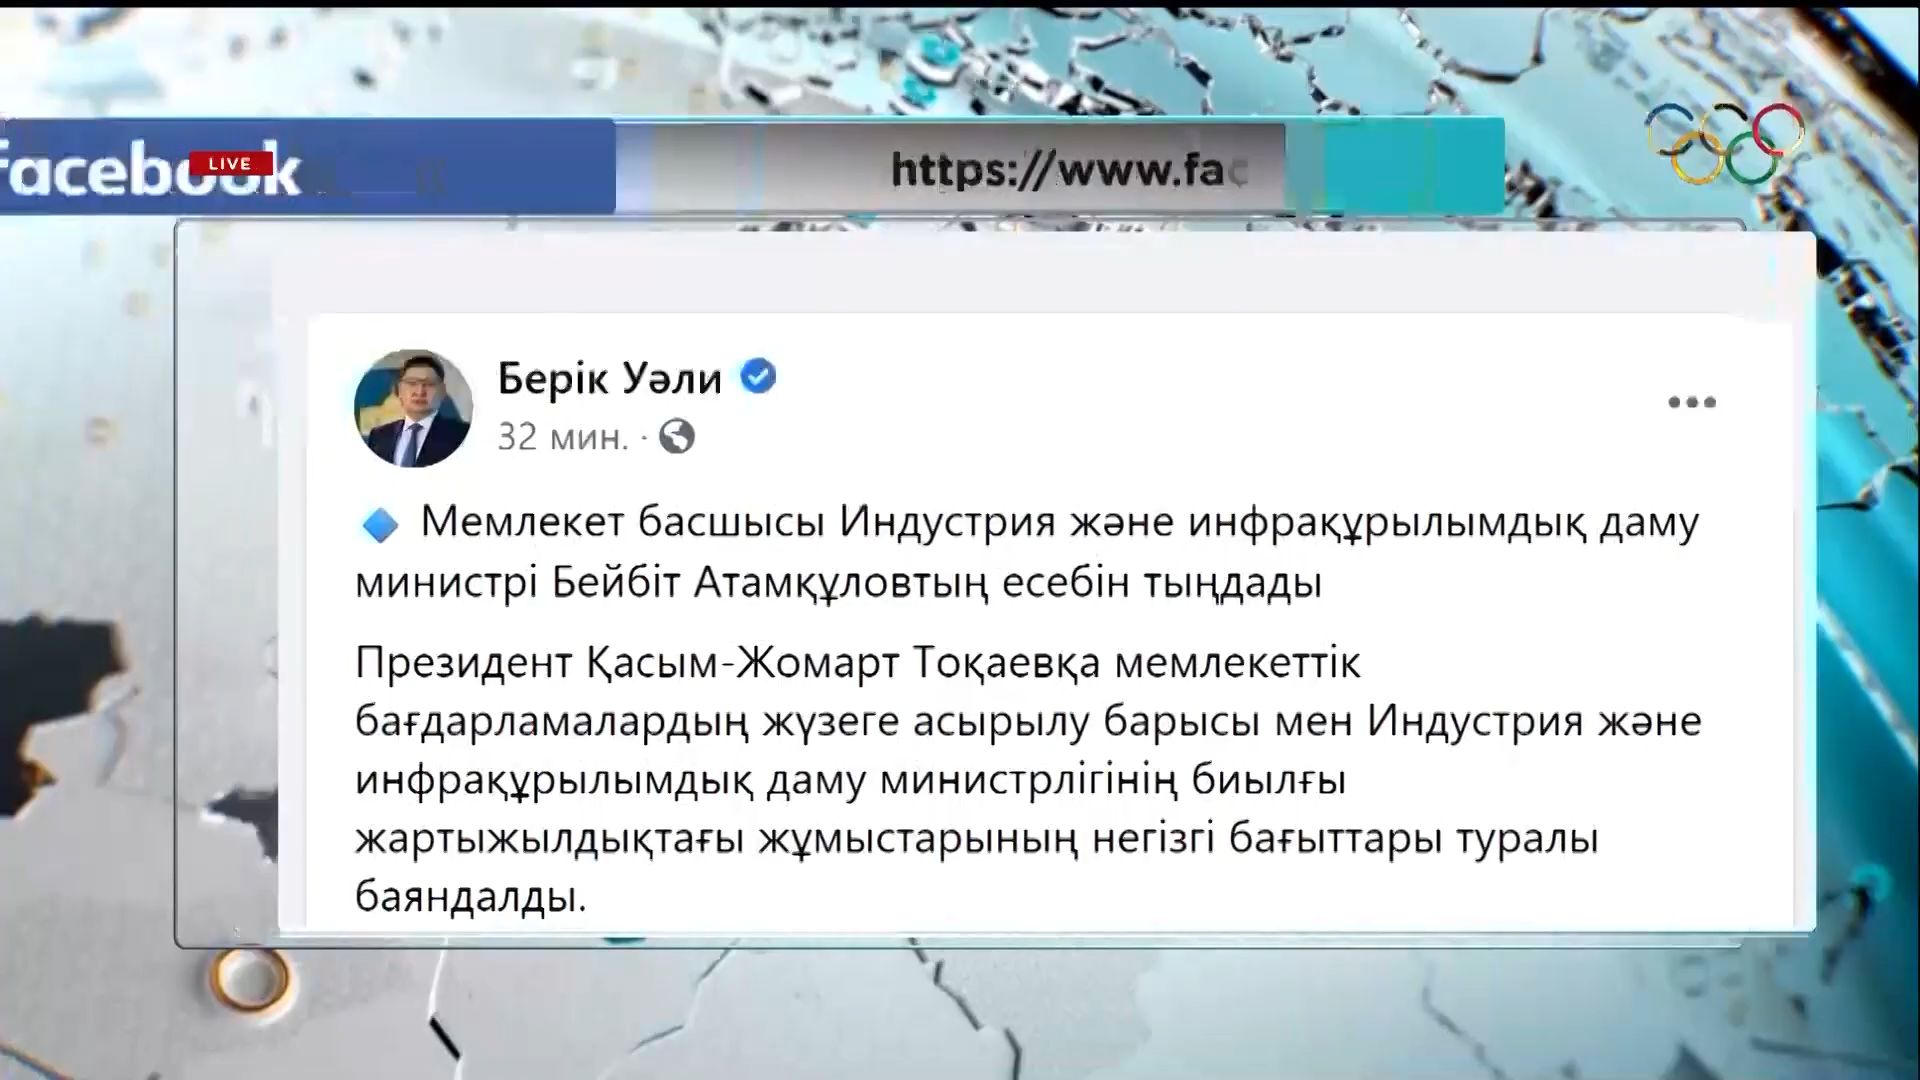 facebook
LIVE
https://www.fac
Берік Уәли
32 мин. ·
Мемлекет басшысы Индустрия және инфрақұрылымдық даму
министрі Бейбіт Атамқұловтың есебін тыңдады
Президент Қасым-Жомарт Тоқаевқа мемлекеттік
бағдарламалардың жүзеге асырылу барысы мен Индустрия және
инфрақұрылымдық даму министрлігінің биылғы
жартыжылдықтағы жұмыстарының негізгі бағыттары туралы
баяндалды.